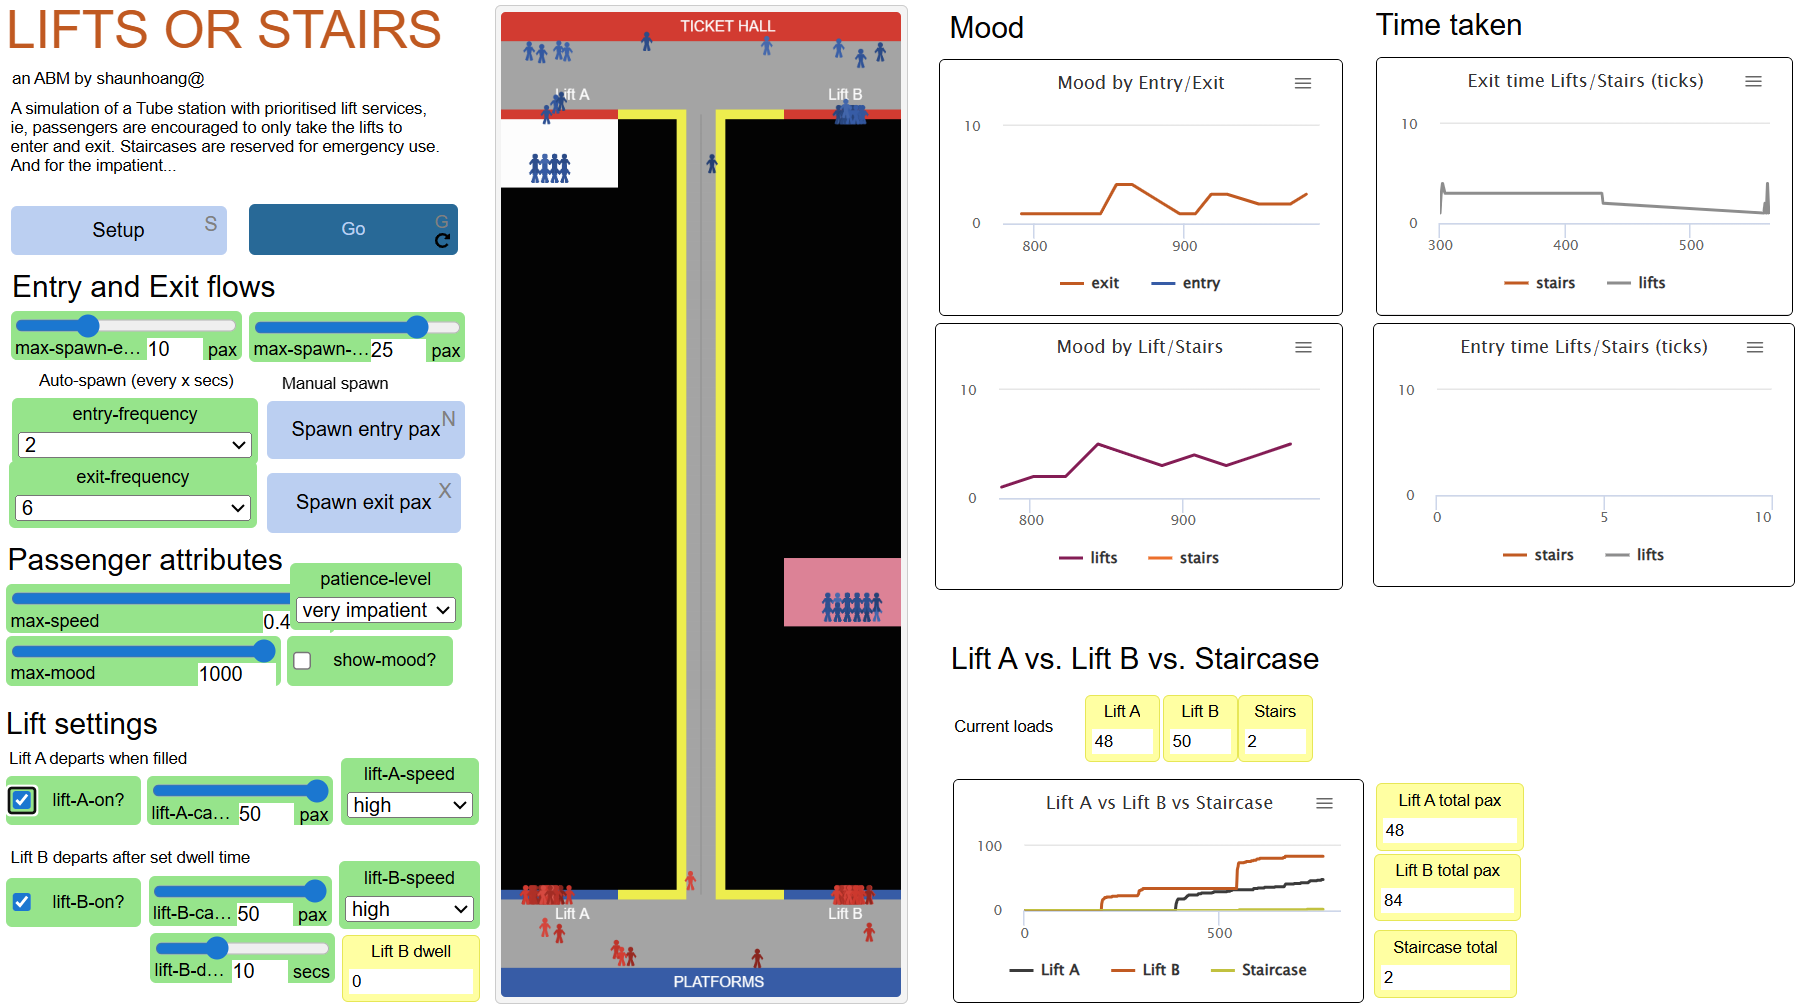 LIFTS OR STAIRS
an ABM by shaunhoang@
A simulation of a Tube station with prioritised lift services,
ie, passengers are encouraged to only take the lifts to
enter and exit. Staircases are reserved for emergency use.
And for the impatient...
Setup S
Go G
Entry and Exit flows
max-spawn-e... 10 pax
max-spawn-... 25 pax
Auto-spawn (every x secs)
Manual spawn
entry-frequency
2
Spawn entry pax N
exit-frequency
6
Spawn exit pax X
Passenger attributes
max-speed 0.4
patience-level
very impatient
max-mood 1000
show-mood?
Lift settings
Lift A departs when filled
lift-A-on?
lift-A-ca... 50 pax
lift-A-speed
high
Lift B departs after set dwell time
lift-B-on?
lift-B-ca... 50 pax
lift-B-speed
high
lift-B-d... 10 secs
Lift B dwell
0
TICKET HALL
Lift A
Lift B
Lift A
Lift B
PLATFORMS
Mood
Mood by Entry/Exit
10
0
800 900
exit entry
Mood by Lift/Stairs
10
0
800 900
lifts stairs
Time taken
Exit time Lifts/Stairs (ticks)
10
0
300 400 500
stairs lifts
Entry time Lifts/Stairs (ticks)
10
0
0 5 10
stairs lifts
Lift A vs. Lift B vs. Staircase
Current loads
Lift A
48
Lift B
50
Stairs
2
Lift A vs Lift B vs Staircase
100
0
0 500
Lift A Lift B Staircase
Lift A total pax
48
Lift B total pax
84
Staircase total
2